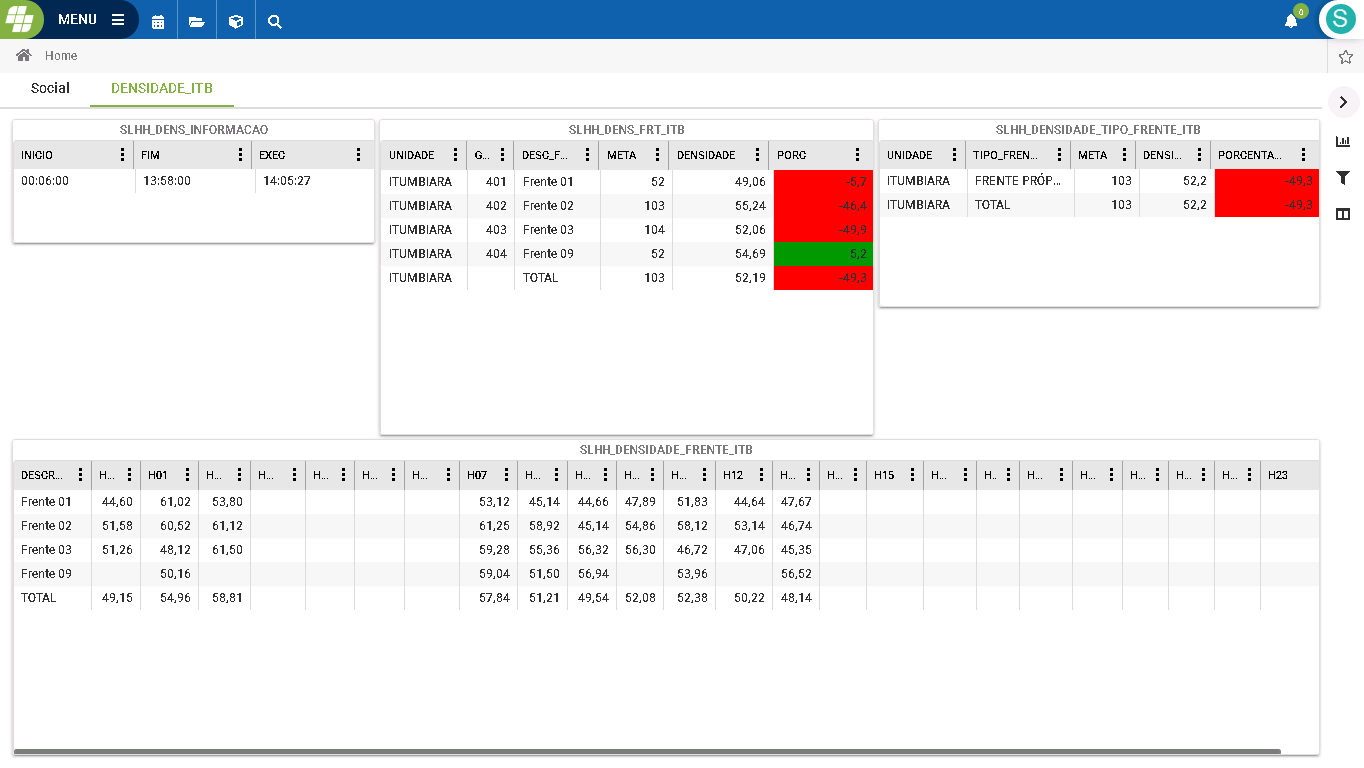 MENU
0
S
Home
Social DENSIDADE_ITB
SLHH_DENS_INFORMACAO
INICIO FIM EXEC
00:06:00 13:58:00 14:05:27
SLHH_DENS_FRT_ITB
UNIDADE G... DESC_F... META DENSIDADE PORC
ITUMBIARA 401 Frente 01 52 49,06 -5,7
ITUMBIARA 402 Frente 02 103 55,24 -46,4
ITUMBIARA 403 Frente 03 104 52,06 -49,9
ITUMBIARA 404 Frente 09 52 54,69 5,2
ITUMBIARA TOTAL 103 52,19 -49,3
SLHH_DENSIDADE_TIPO_FRENTE_ITB
UNIDADE TIPO_FREN... META DENSI... PORCENTA...
ITUMBIARA FRENTE PRÓP... 103 52,2 -49,3
ITUMBIARA TOTAL 103 52,2 -49,3
SLHH_DENSIDADE_FRENTE_ITB
DESCR... H... H01 H... H... H... H... H... H07 H... H... H... H... H12 H... H... H15 H... H... H... H... H... H... H... H23
Frente 01 44,60 61,02 53,80 53,12 45,14 44,66 47,89 51,83 44,64 47,67
Frente 02 51,58 60,52 61,12 61,25 58,92 45,14 54,86 58,12 53,14 46,74
Frente 03 51,26 48,12 61,50 59,28 55,36 56,32 56,30 46,72 47,06 45,35
Frente 09 50,16 59,04 51,50 56,94 53,96 56,52
TOTAL 49,15 54,96 58,81 57,84 51,21 49,54 52,08 52,38 50,22 48,14